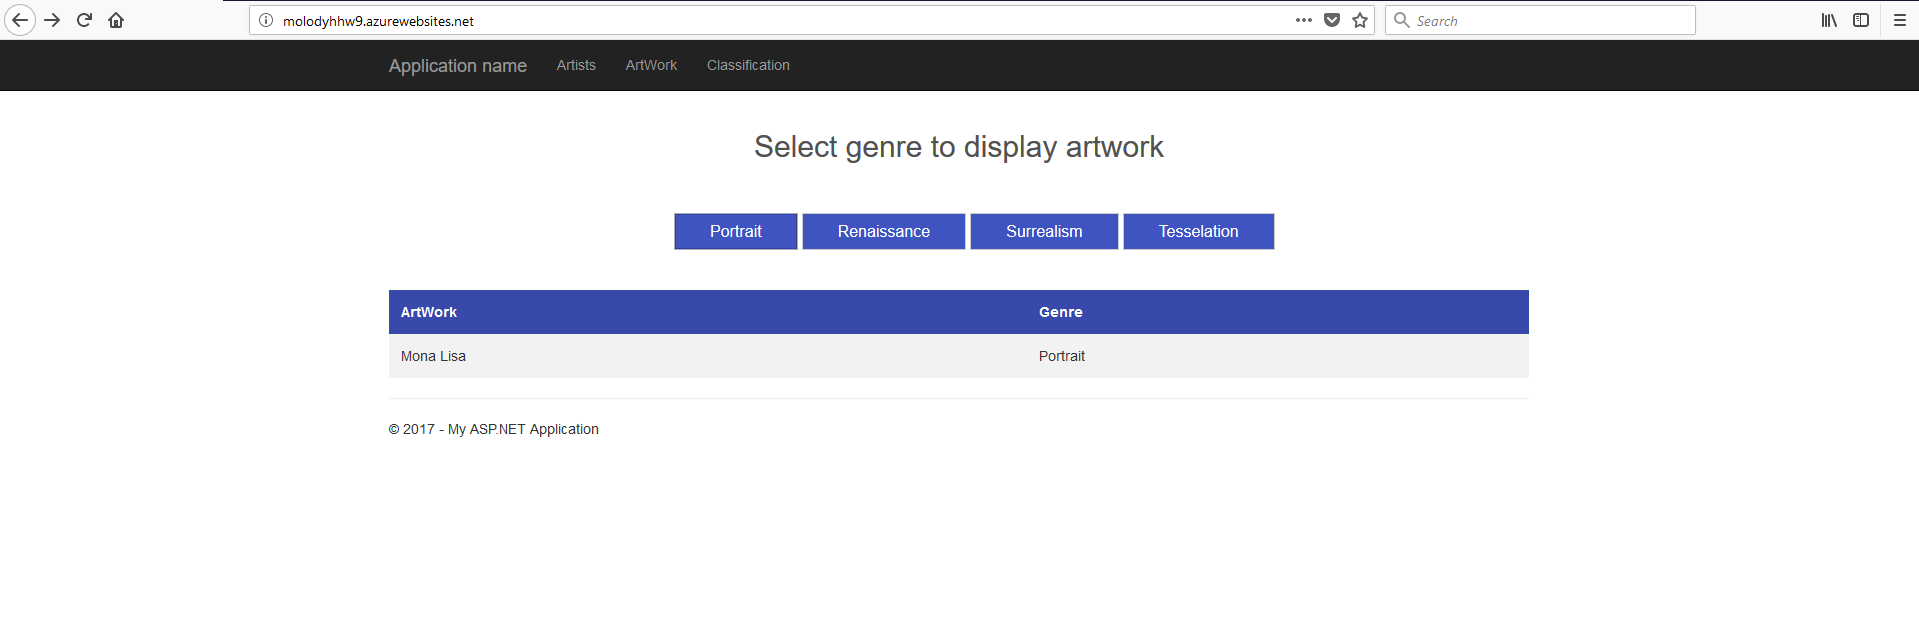 molodyhhw9.azurewebsites.net
Search
Application name Artists ArtWork Classification
Select genre to display artwork
Portrait Renaissance Surrealism Tesselation
ArtWork Genre
Mona Lisa Portrait
© 2017 - My ASP.NET Application